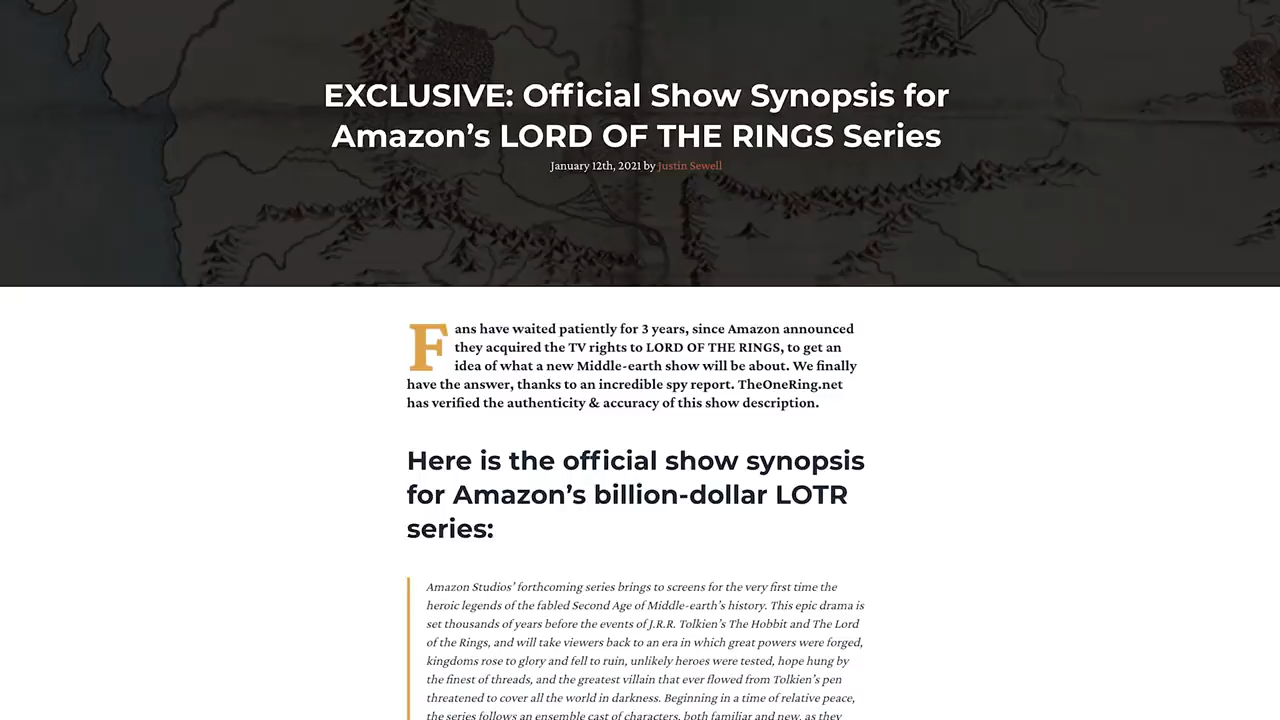 EXCLUSIVE: Official Show Synopsis for
Amazon’s LORD OF THE RINGS Series
January 12th, 2021 by Justin Sewell
Fans have waited patiently for 3 years, since Amazon announced
they acquired the TV rights to LORD OF THE RINGS, to get an
idea of what a new Middle-earth show will be about. We finally
have the answer, thanks to an incredible spy report. TheOneRing.net
has verified the authenticity & accuracy of this show description.
Here is the official show synopsis
for Amazon’s billion-dollar LOTR
series:
Amazon Studios’ forthcoming series brings to screens for the very first time the
heroic legends of the fabled Second Age of Middle-earth’s history. This epic drama is
set thousands of years before the events of J.R.R. Tolkien’s The Hobbit and The Lord
of the Rings, and will take viewers back to an era in which great powers were forged,
kingdoms rose to glory and fell to ruin, unlikely heroes were tested, hope hung by
the finest of threads, and the greatest villain that ever flowed from Tolkien’s pen
threatened to cover all the world in darkness. Beginning in a time of relative peace,
the series follows an ensemble cast of characters, both familiar and new, as they